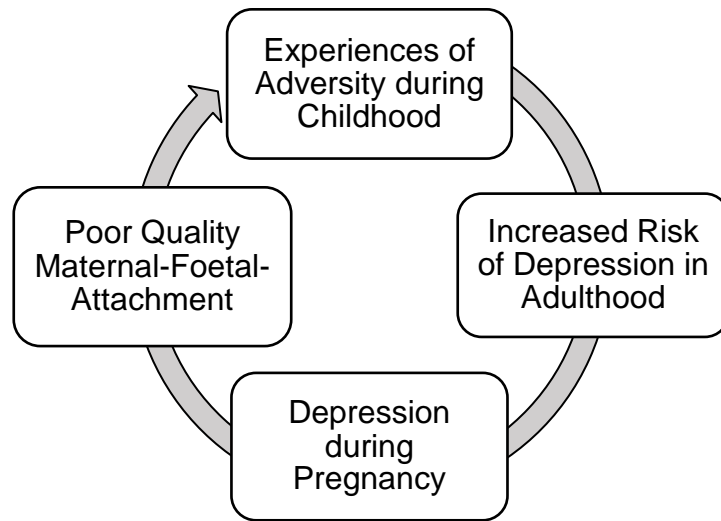 Experiences of
Adversity during
Childhood
Increased Risk
of Depression in
Adulthood
Depression
during
Pregnancy
Poor Quality
Maternal-Foetal-
Attachment